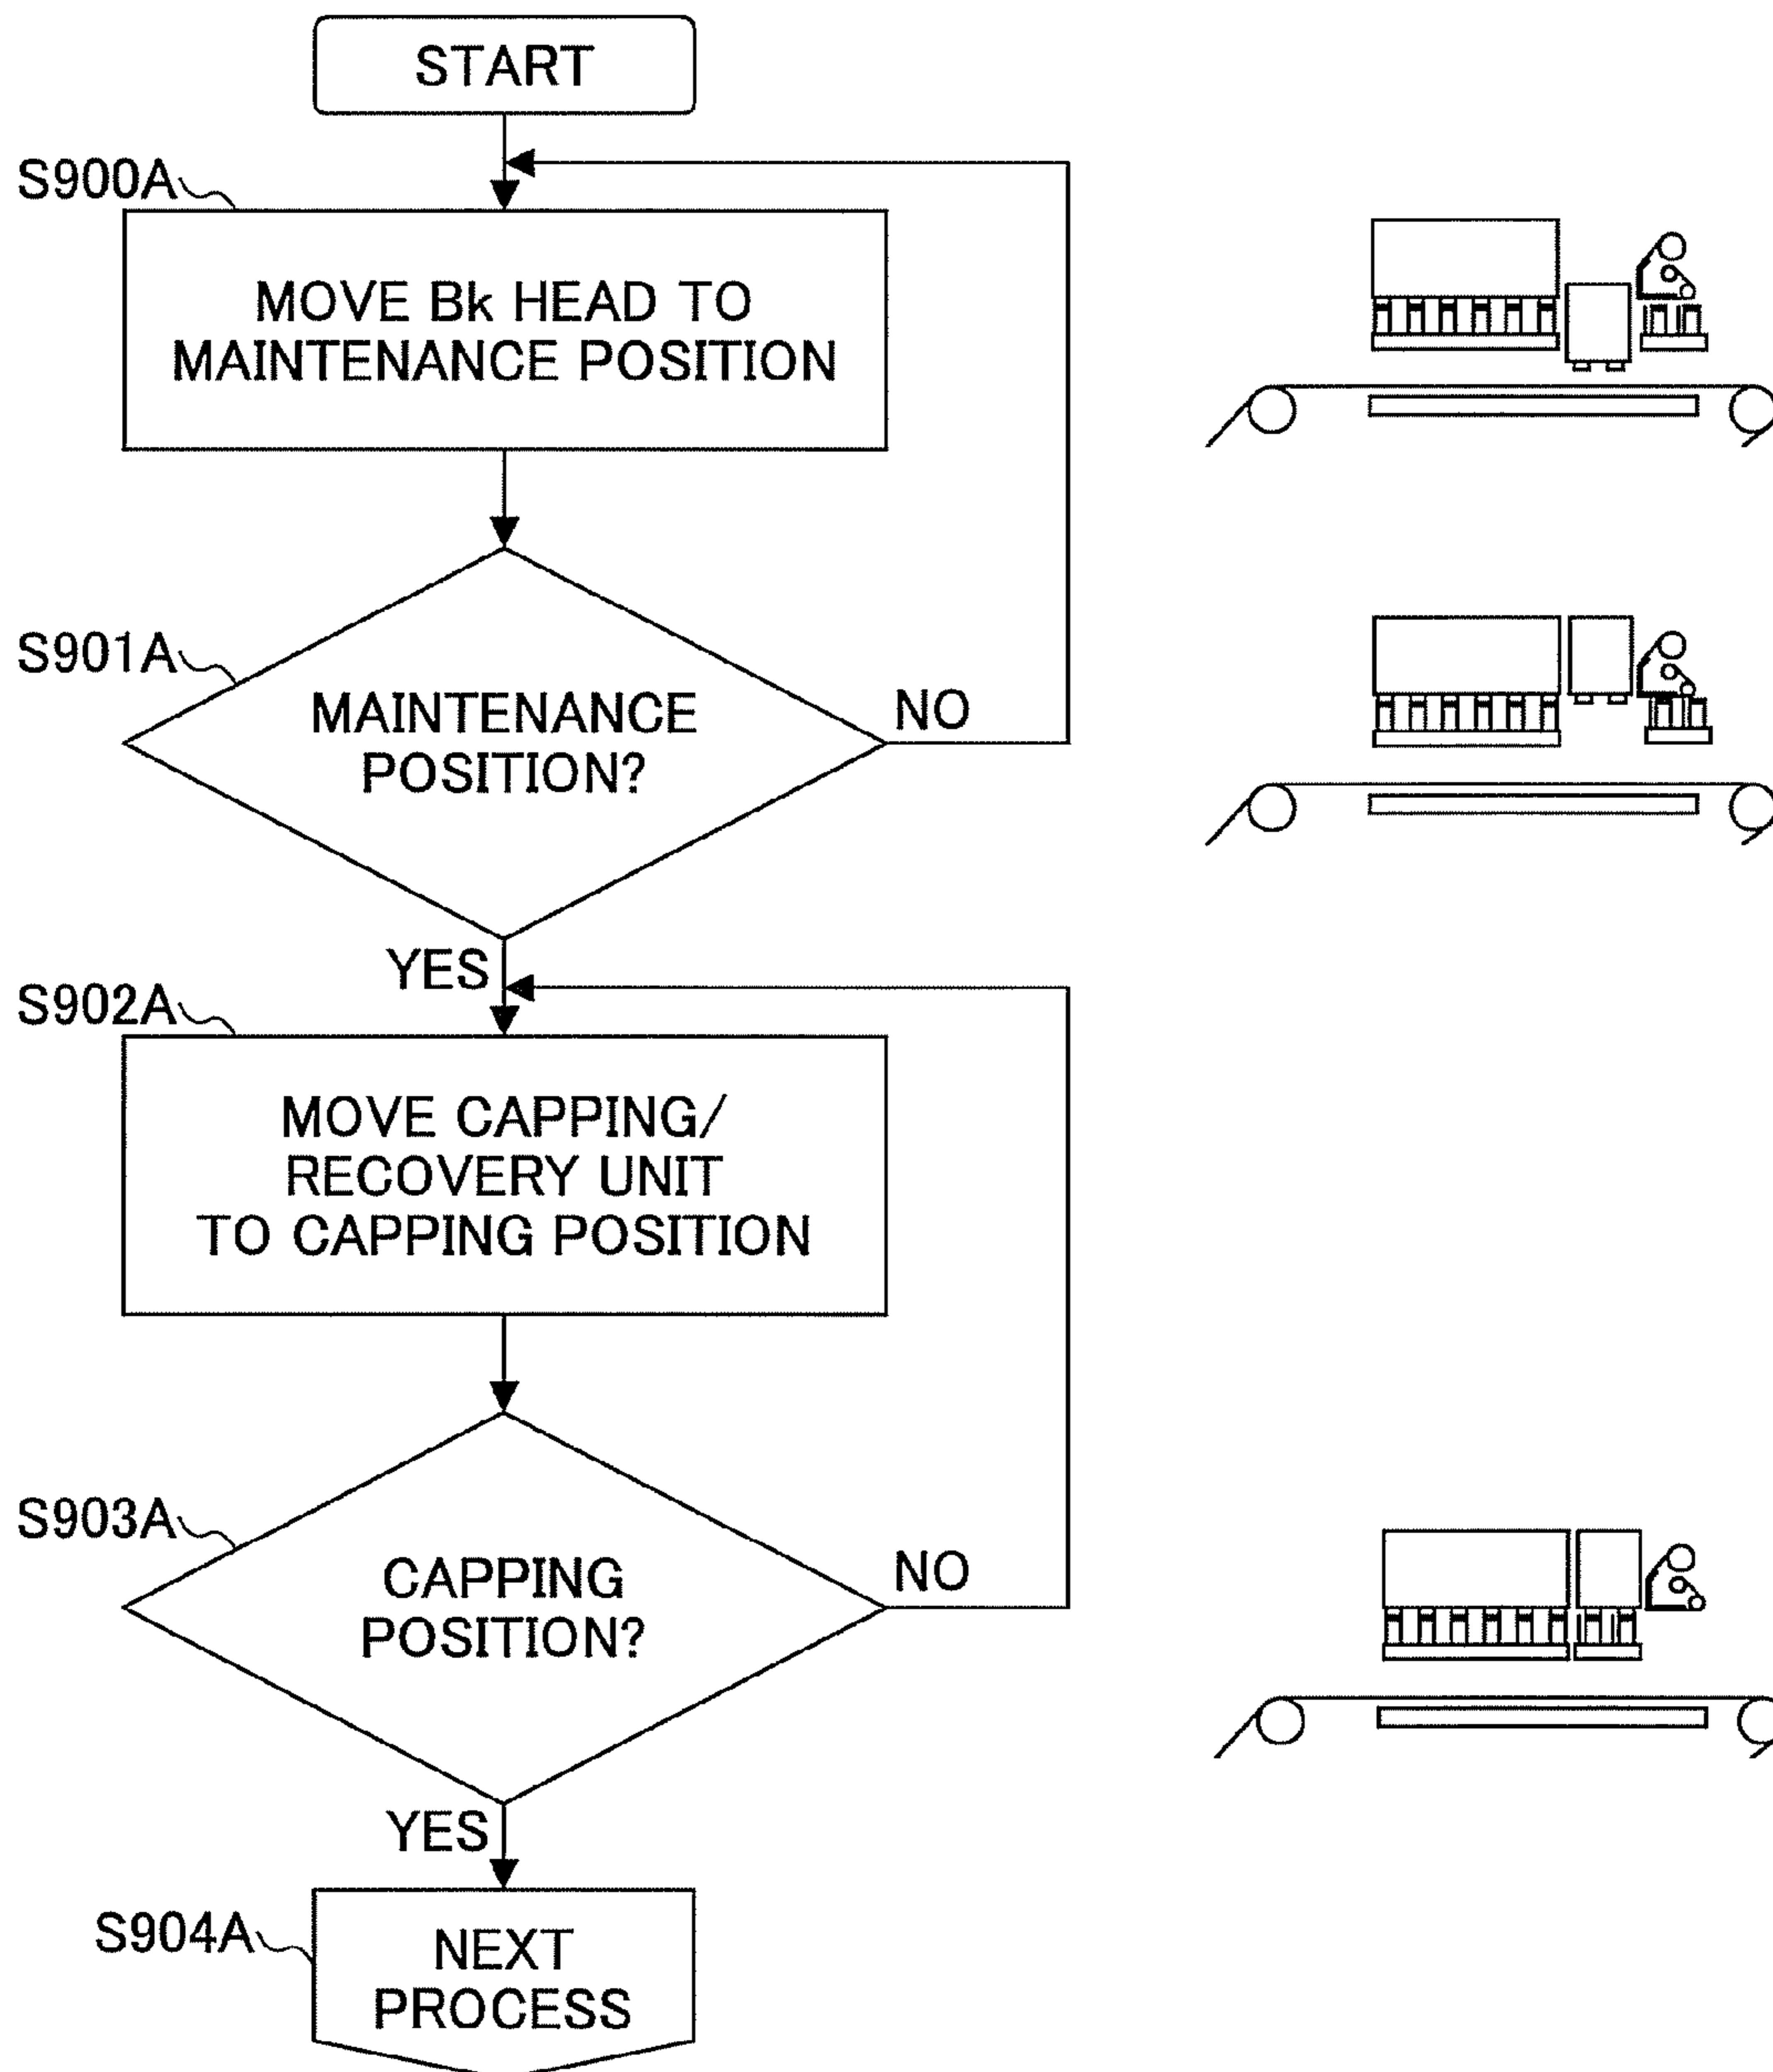 START
S900A
MOVE Bk HEAD TO
MAINTENANCE POSITION
S901A
MAINTENANCE
POSITION?
NO
YES
S902A
MOVE CAPPING/
RECOVERY UNIT
TO CAPPING POSITION
S903A
CAPPING
POSITION?
NO
YES
S904A
NEXT
PROCESS